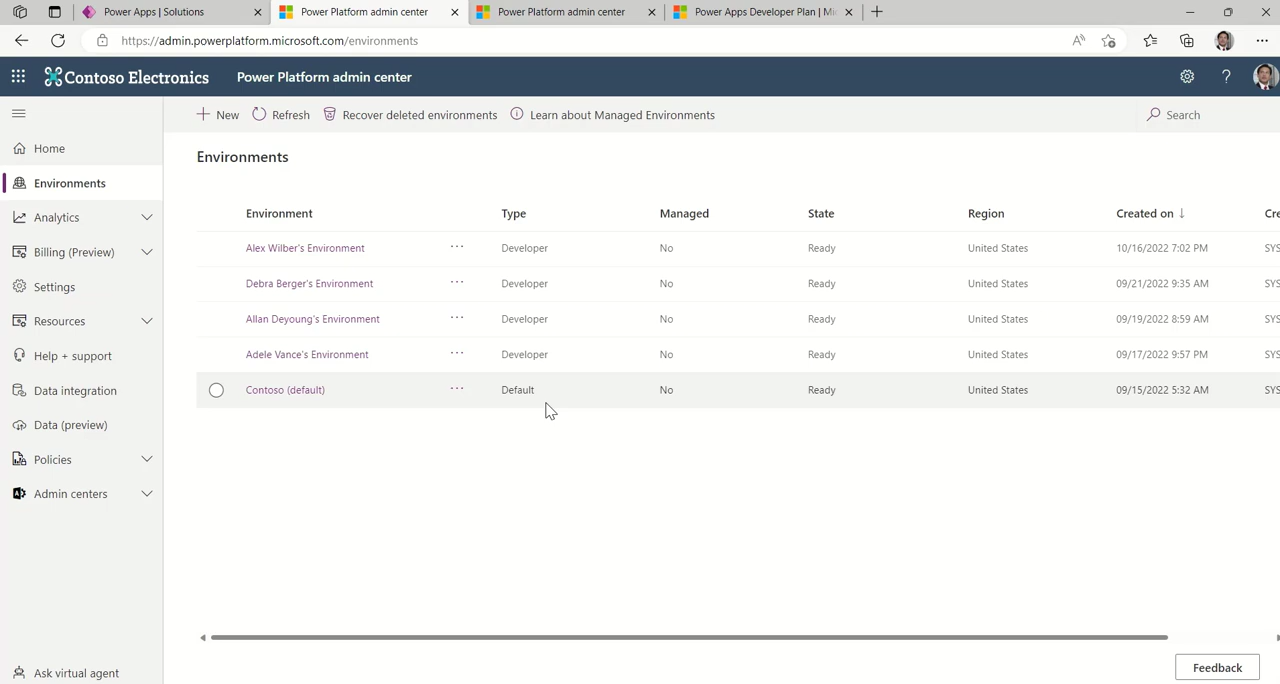 Power Apps | Solutions
Power Platform admin center
Power Platform admin center
Power Apps Developer Plan | Mi
https://admin.powerplatform.microsoft.com/environments
Contoso Electronics
Power Platform admin center
New
Refresh
Recover deleted environments
Learn about Managed Environments
Search
Home
Environments
Analytics
Billing (Preview)
Settings
Resources
Help + support
Data integration
Data (preview)
Policies
Admin centers
Ask virtual agent
Environments
Environment Type Managed State Region Created on ↓ Cre
Alex Wilber's Environment ... Developer No Ready United States 10/16/2022 7:02 PM SYS
Debra Berger's Environment ... Developer No Ready United States 09/21/2022 9:35 AM SYS
Allan Deyoung's Environment ... Developer No Ready United States 09/19/2022 8:59 AM SYS
Adele Vance's Environment ... Developer No Ready United States 09/17/2022 9:57 PM SYS
Contoso (default) ... Default No Ready United States 09/15/2022 5:32 AM SYS
Feedback